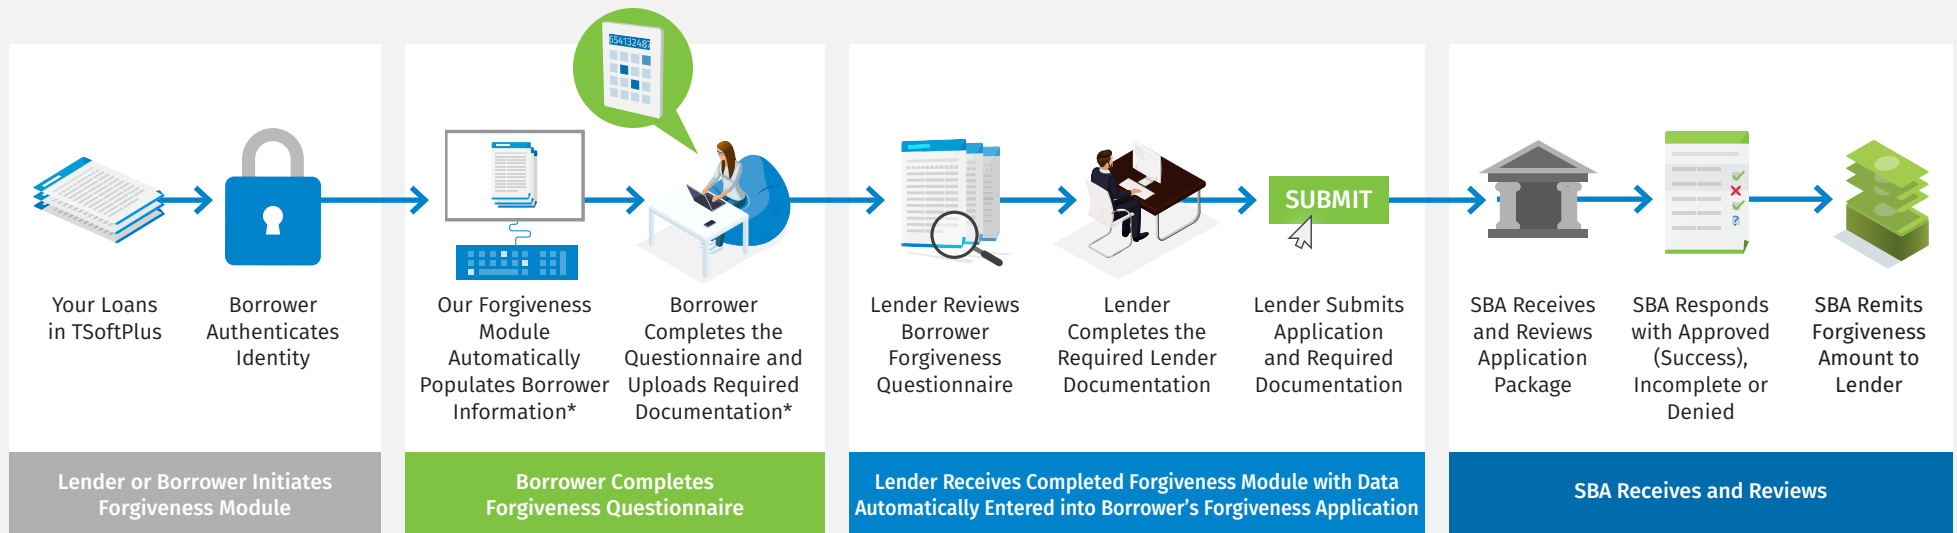 654132487
SUBMIT
Your Loans
in TSoftPlus
Borrower
Authenticates
Identity
Our Forgiveness
Module
Automatically
Populates Borrower
Information*
Borrower
Completes the
Questionnaire and
Uploads Required
Documentation*
Lender Reviews
Borrower
Forgiveness
Questionnaire
Lender
Completes the
Required Lender
Documentation
Lender Submits
Application
and Required
Documentation
SBA Receives
and Reviews
Application
Package
SBA Responds
with Approved
(Success),
Incomplete or
Denied
SBA Remits
Forgiveness
Amount to
Lender
Lender or Borrower Initiates
Forgiveness Module
Borrower Completes
Forgiveness Questionnaire
Lender Receives Completed Forgiveness Module with Data
Automatically Entered into Borrower's Forgiveness Application
SBA Receives and Reviews